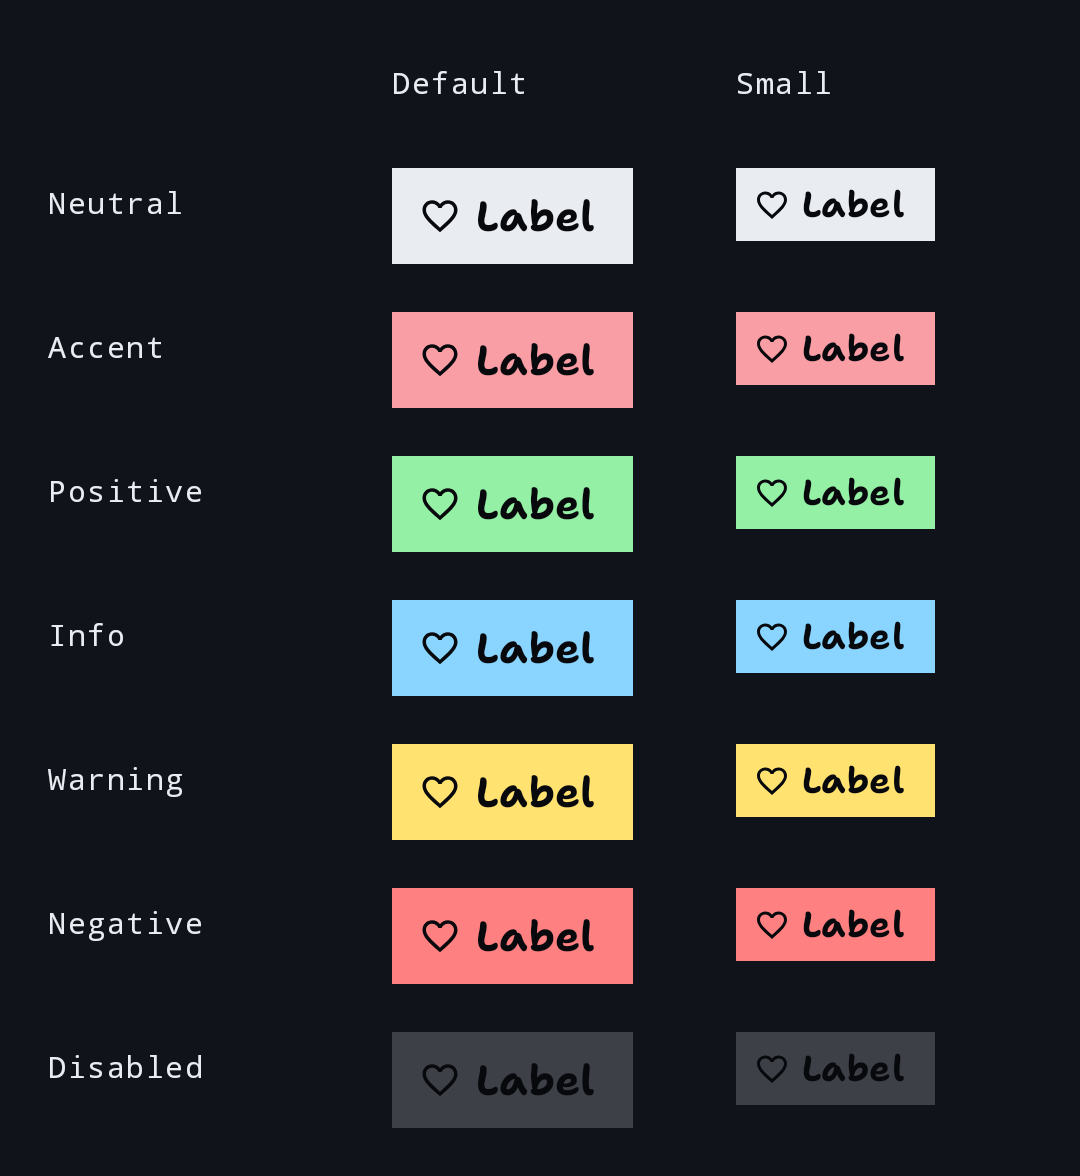 Default Small
Neutral Label Label
Accent Label Label
Positive Label Label
Info Label Label
Warning Label Label
Negative Label Label
Disabled Label Label